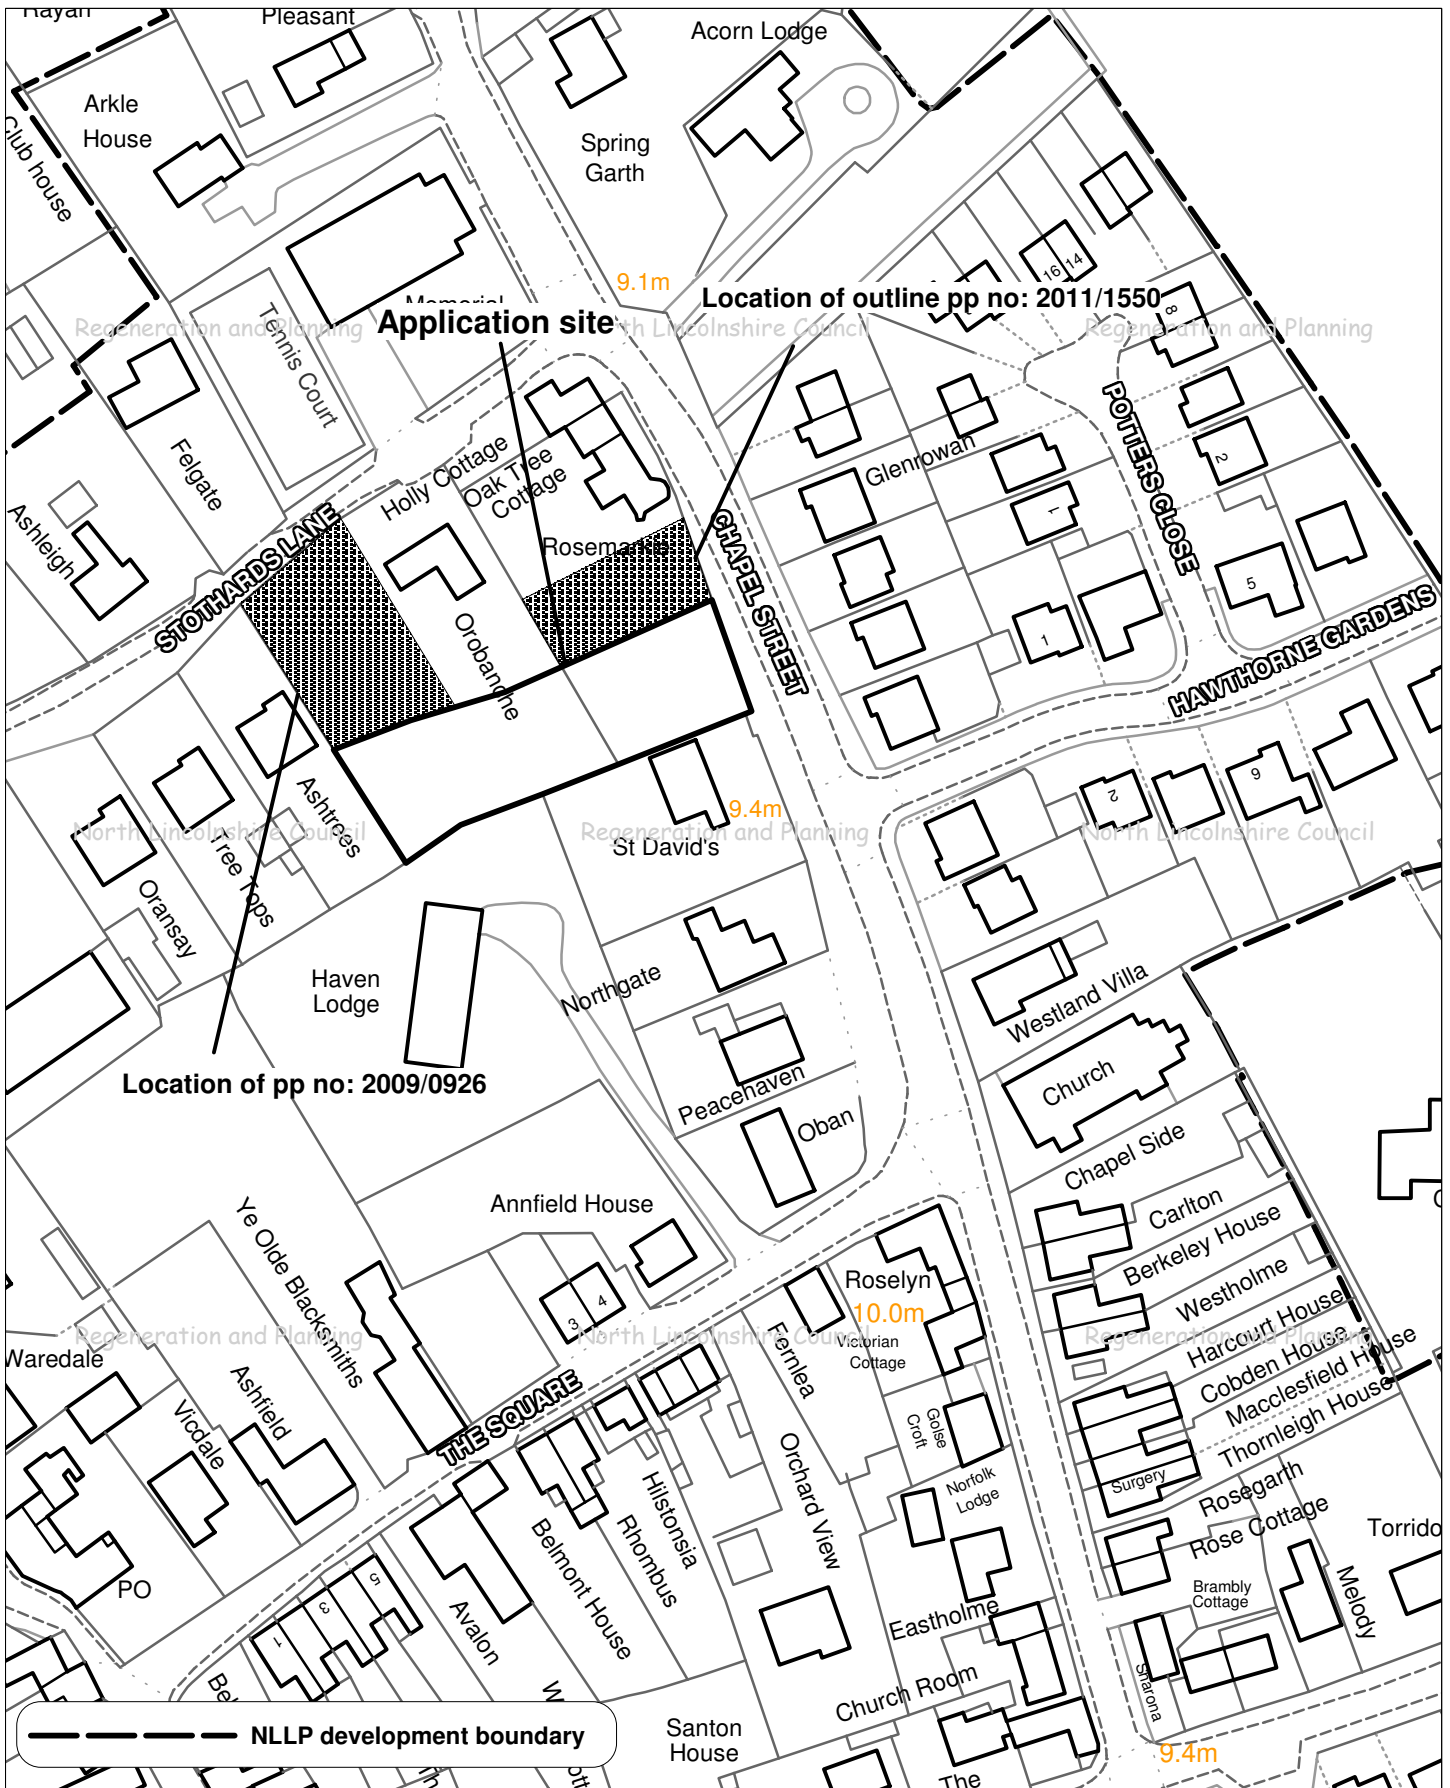 Rayan
Pleasant
Acorn Lodge
Arkle
House
Club house
Spring
Garth
9.1m
Memorial
Application site
Location of outline pp no: 2011/1550
Regeneration and Planning
North Lincolnshire Council
Regeneration and Planning
Tennis Court
16
14
8
Felgate
Holly Cottage
Oak Tree
Cottage
Glenrowan
POTTERS CLOSE
2
1
Ashleigh
STOTHARDS LANE
Rosemarkie
CHAPEL STREET
5
1
Orobanche
HAWTHORNE GARDENS
Ashtrees
Tree Tops
Oransay
9.4m
St David's
2
6
North Lincolnshire Council
Regeneration and Planning
North Lincolnshire Council
Haven
Lodge
Northgate
Westland Villa
Location of pp no: 2009/0926
Peacehaven
Oban
Church
Chapel Side
Annfield House
Carlton
Berkeley House
Westholme
Harcourt House
Cobden House
Macclesfield House
Thornleigh House
Ye Olde Blacksmiths
3
4
Roselyn
10.0m
Victorian
Cottage
Fernlea
Regeneration and Planning
North Lincolnshire Council
Regeneration and Planning
Waredale
Vicdale
Ashfield
THE SQUARE
Golse
Croft
Norfolk
Lodge
Surgery
Rosegarth
Rose Cottage
Torrido
Orchard View
Hilstonsia
Rhombus
Belmont House
PO
1
3
5
Avalon
Brambly
Cottage
Melody
Eastholme
Church Room
Sharona
Santon
House
The
9.4m
NLLP development boundary